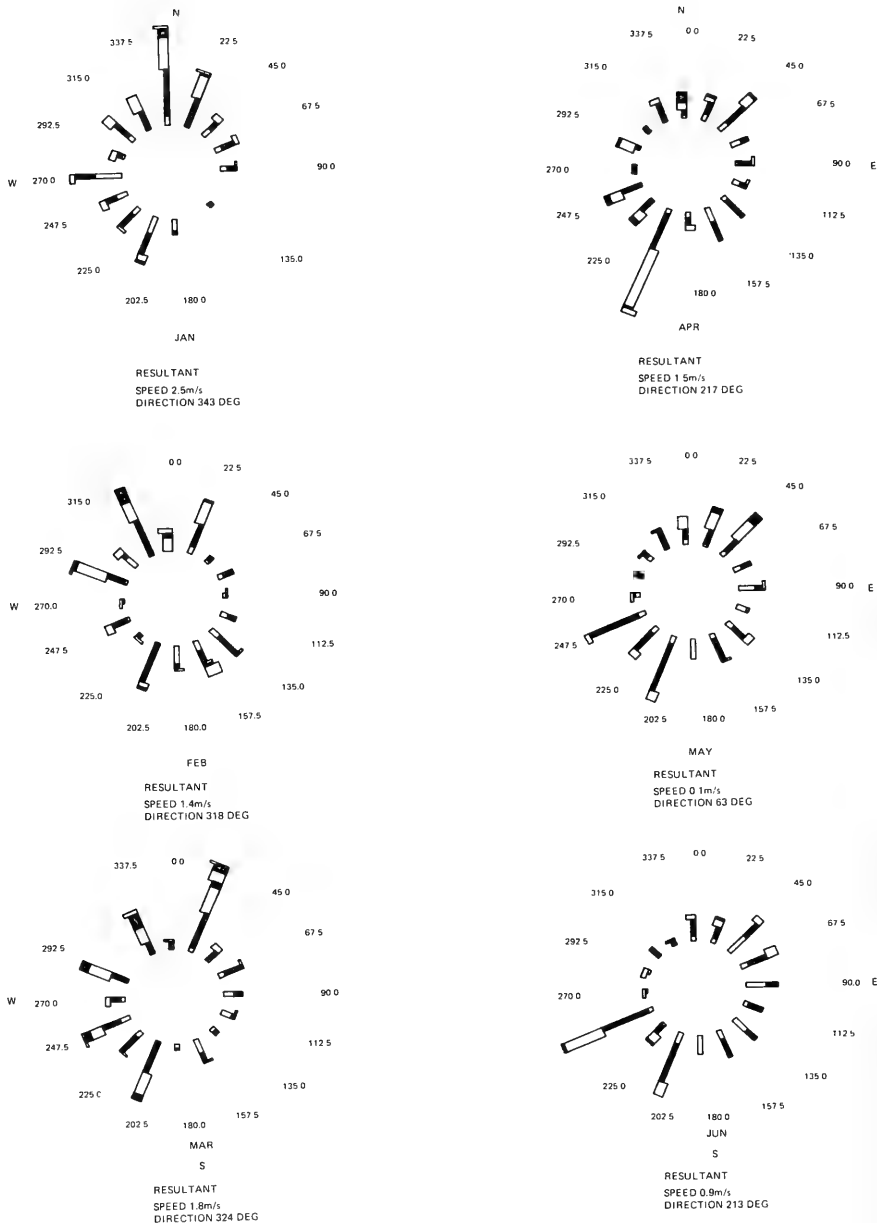 N
337 5
22.5
315.0
45 0
292.5
67 5
W
270 0
90.0
247 5
225 0
135.0
202.5
180.0
JAN
RESULTANT
SPEED 2.5m/s
DIRECTION 343 DEG
N
337 5
0 0
22.5
315 0
45 0
292.5
67 5
270 0
90 0
E
247 5
112.5
225 0
135 0
180 0
157 5
APR
RESULTANT
SPEED 1 5m/s
DIRECTION 217 DEG
0 0
22.5
315 0
45 0
292 5
67.5
W
270.0
90 0
247 5
112.5
225.0
135 0
202.5
180.0
157.5
FEB
RESULTANT
SPEED 1.4m/s
DIRECTION 318 DEG
337 5
0 0
22.5
315 0
45 0
292.5
67 5
270 0
90 0
E
247 5
112.5
225 0
135 0
202 5
180 0
157 5
MAY
RESULTANT
SPEED 0 1m/s
DIRECTION 63 DEG
337.5
0 0
45 0
292 5
67 5
W
270 0
90 0
247.5
112 5
225 0
135 0
202 5
180.0
157.5
MAR
S
RESULTANT
SPEED 1.8m/s
DIRECTION 324 DEG
337 5
0 0
22 5
315 0
45 0
292 5
67 5
270 0
90.0
E
112 5
225 0
135 0
202 5
180 0
157 5
JUN
S
RESULTANT
SPEED 0.9m/s
DIRECTION 213 DEG